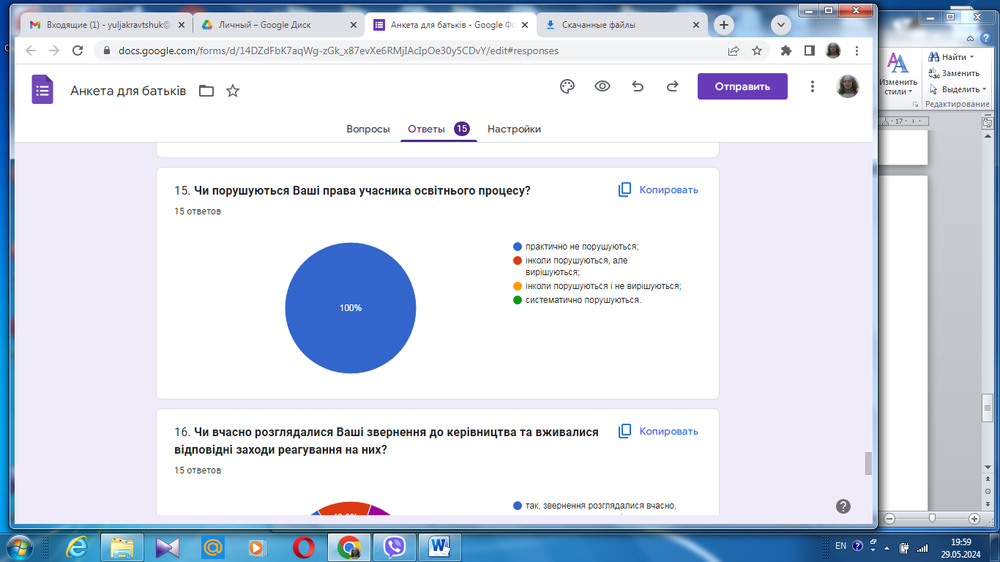 Входящие (1) - yuljakravtshuk@
Личный – Google Диск
Анкета для батьків - Google Фо
Скачанные файлы
docs.google.com/forms/d/14DZdFbK7aqWg-zGk_x87evXe6RMjIAcIpOe30y5CDvY/edit#responses
Найти
Заменить
Выделить
Изменить
стили
Редактирование
17
Анкета для батьків
Отправить
Вопросы
Ответы 15
Настройки
15. Чи порушуються Ваші права учасника освітнього процесу?
Копировать
15 ответов
практично не порушуються;
інколи порушуються, але
вирішуються;
інколи порушуються і не вирішуються;
систематично порушуються.
100%
16. Чи вчасно розглядалися Ваші звернення до керівництва та вживалися
відповідні заходи реагування на них?
Копировать
15 ответов
так, звернення розглядалися вчасно,
EN
19:59
29.05.2024